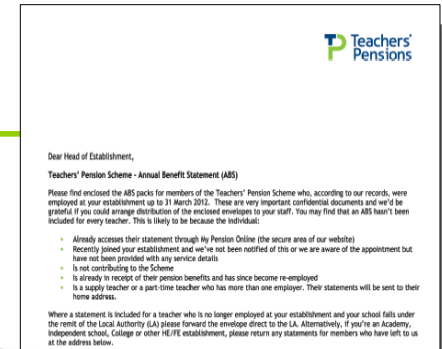 Teachers'
Pensions
Dear Head of Establishment,
Teachers' Pension Scheme - Annual Benefit Statement (ABS)
Please find enclosed the ABS packs for members of the Teachers' Pension Scheme who, according to our records, were
employed at your establishment up to 31 March 2012. These are very important confidential documents and we'd be
grateful if you could arrange distribution of the enclosed envelopes to your staff. You may find that an ABS hasn't been
included for every teacher. This is likely to be because the individual:
• Already accesses their statement through My Pension Online (the secure area of our website)
• Recently joined your establishment and we've not been notified of this or we are aware of the appointment but
have not been provided with any service details
• Is not contributing to the Scheme
• Is already in receipt of their pension benefits and has since become re-employed
• Is a supply teacher or a part-time teacher who has more than one employer. Their statements will be sent to their
home address.
Where a statement is included for a teacher who is no longer employed at your establishment and your school falls under
the remit of the Local Authority (LA) please forward the envelope direct to the LA. Alternatively, if you're an Academy,
Independent school, College or other HE/FE establishment, please return any statements for members who have left to us
at the address below.